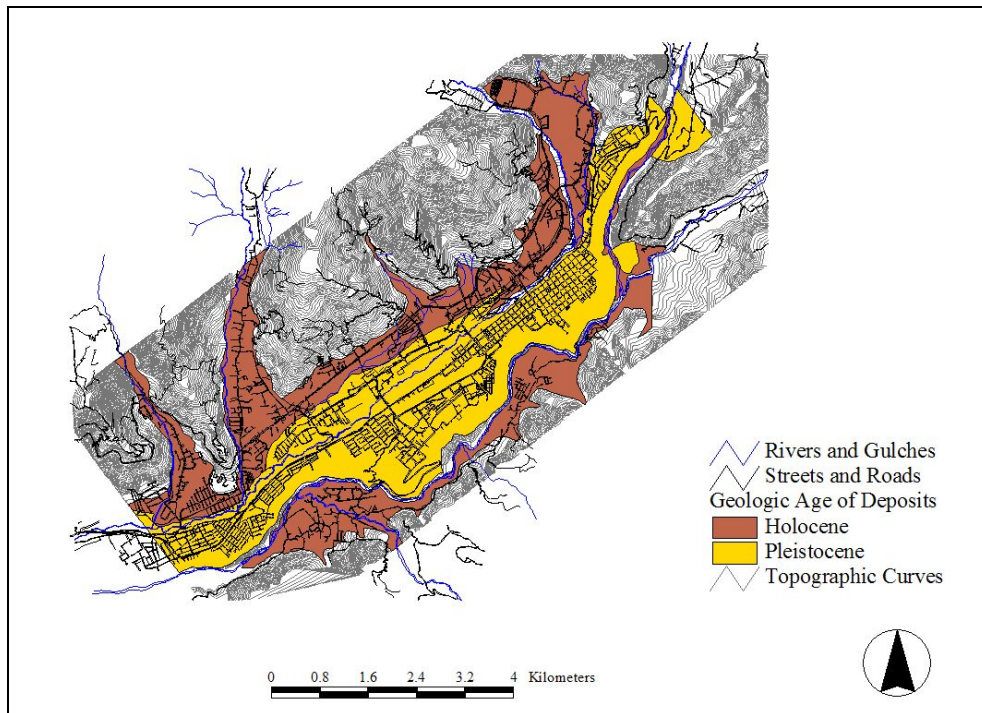 Rivers and Gulches
Streets and Roads
Geologic Age of Deposits
Holocene
Pleistocene
Topographic Curves
0 0.8 1.6 2.4 3.2 4 Kilometers